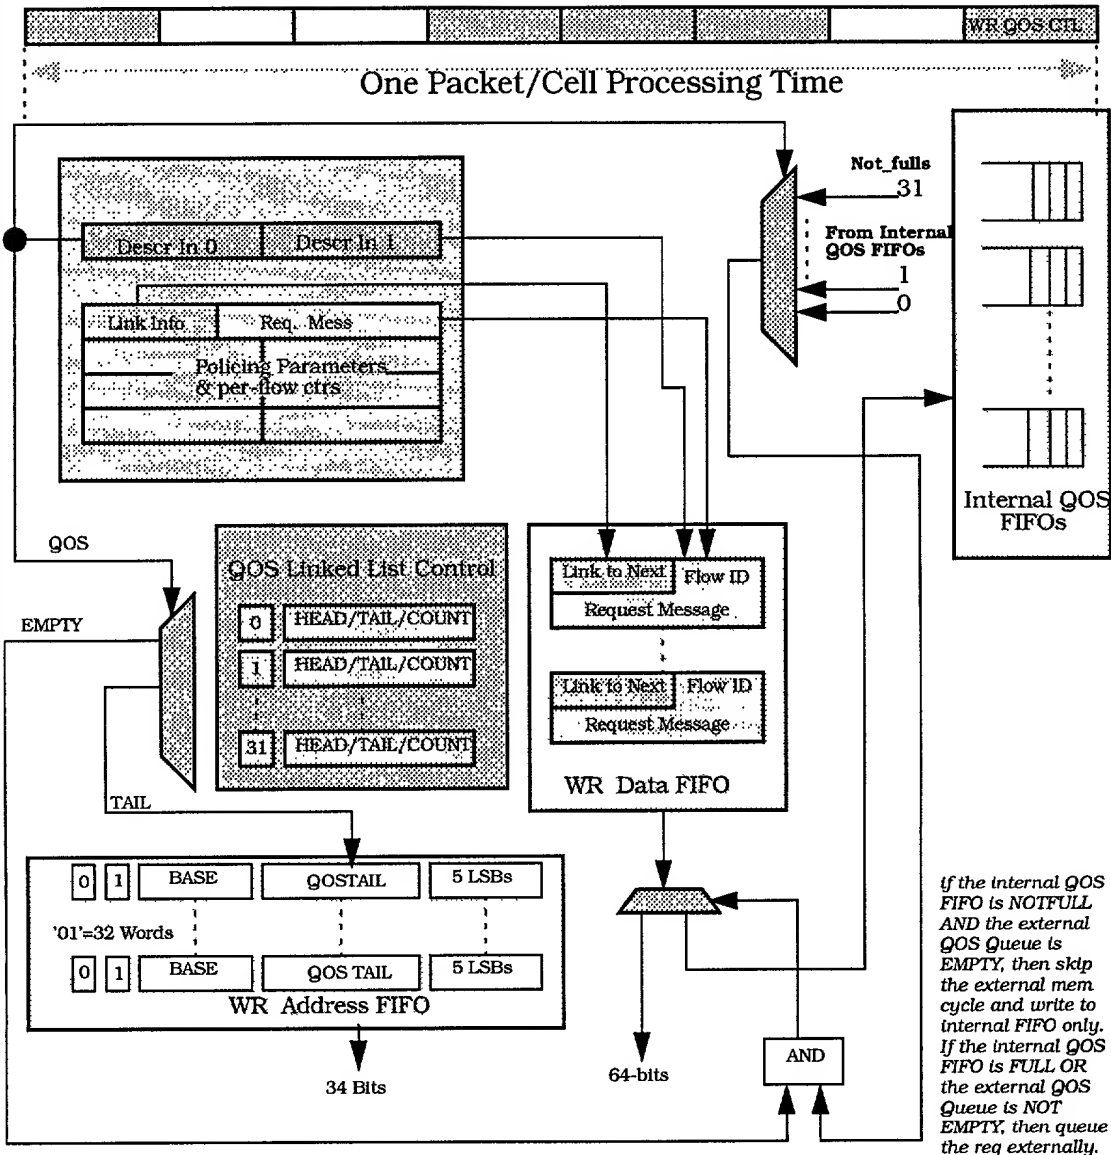 WR QOS CTL
One Packet/Cell Processing Time
Not_fulls
31
From Internal
QOS FIFOs
1
0
Descr In 0
Descr In 1
Link Info
Req. Mess
Policing Parameters
& per-flow ctrs
Internal QOS
FIFOs
QOS
EMPTY
TAIL
QOS Linked List Control
0
HEAD/TAIL/COUNT
1
HEAD/TAIL/COUNT
31
HEAD/TAIL/COUNT
Link to Next
Flow ID
Request Message
Link to Next
Flow ID
Request Message
WR Data FIFO
0
1
BASE
QOSTAIL
5 LSBs
'01'=32 Words
0
1
BASE
QOS TAIL
5 LSBs
WR Address FIFO
34 Bits
64-bits
AND
if the internal QOS
FIFO is NOTFULL
AND the external
QOS Queue is
EMPTY, then skip
the external mem
cycle and write to
internal FIFO only.
If the internal QOS
FIFO is FULL OR
the external QOS
Queue is NOT
EMPTY, then queue
the req externally.